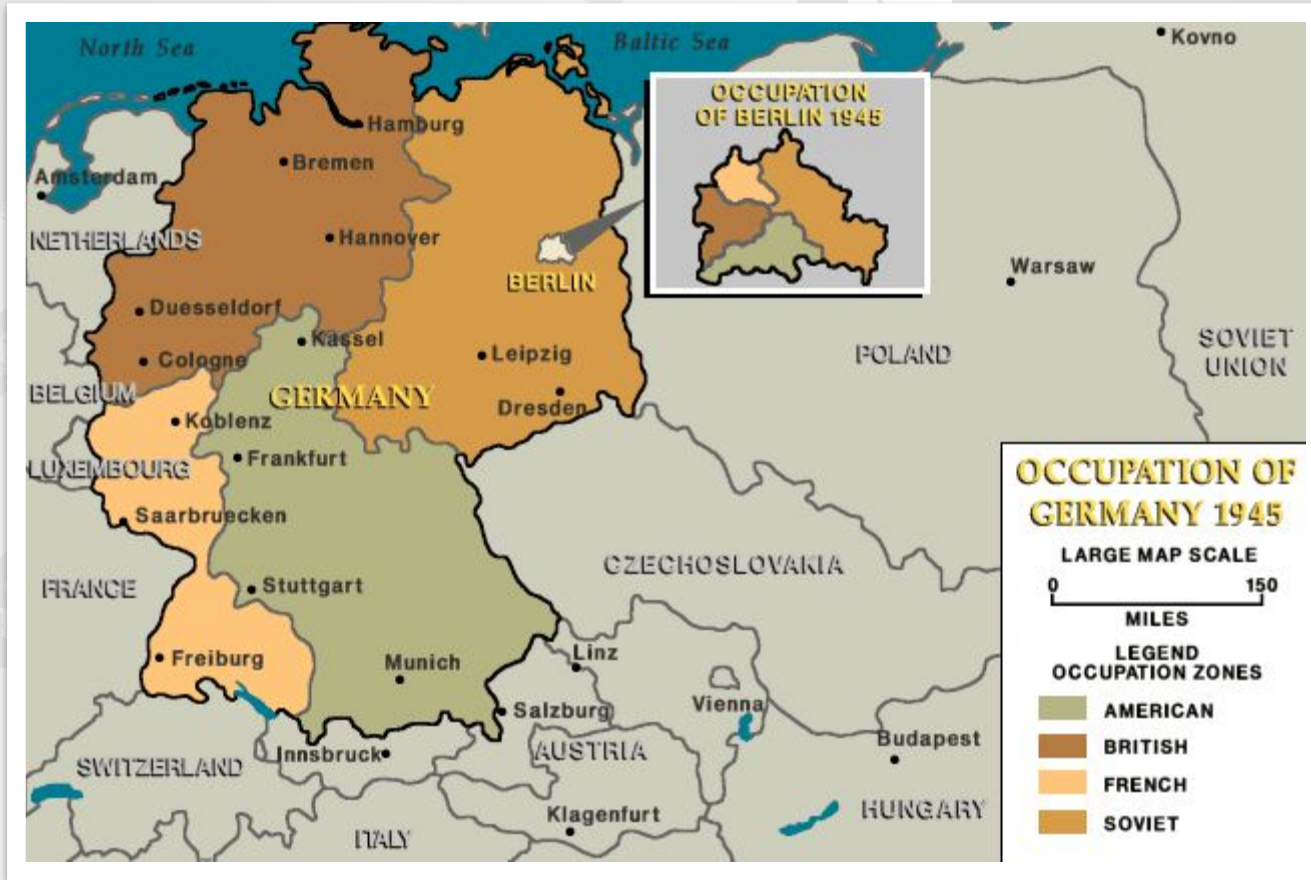 North Sea
Baltic Sea
Kovno
OCCUPATION
OF BERLIN 1945
Hamburg
Bremen
Amsterdam
NETHERLANDS
Hannover
BERLIN
Warsaw
Duesseldorf
Kassel
Leipzig
POLAND
SOVIET
UNION
Cologne
BELGIUM
GERMANY
Dresden
Koblenz
LUXEMBOURG
Frankfurt
Saarbruecken
CZECHOSLOVAKIA
FRANCE
Stuttgart
Freiburg
Munich
Linz
Vienna
Salzburg
Budapest
Innsbruck
AUSTRIA
SWITZERLAND
Klagenfurt
HUNGARY
ITALY
OCCUPATION OF
GERMANY 1945
LARGE MAP SCALE
0 150
MILES
LEGEND
OCCUPATION ZONES
AMERICAN
BRITISH
FRENCH
SOVIET